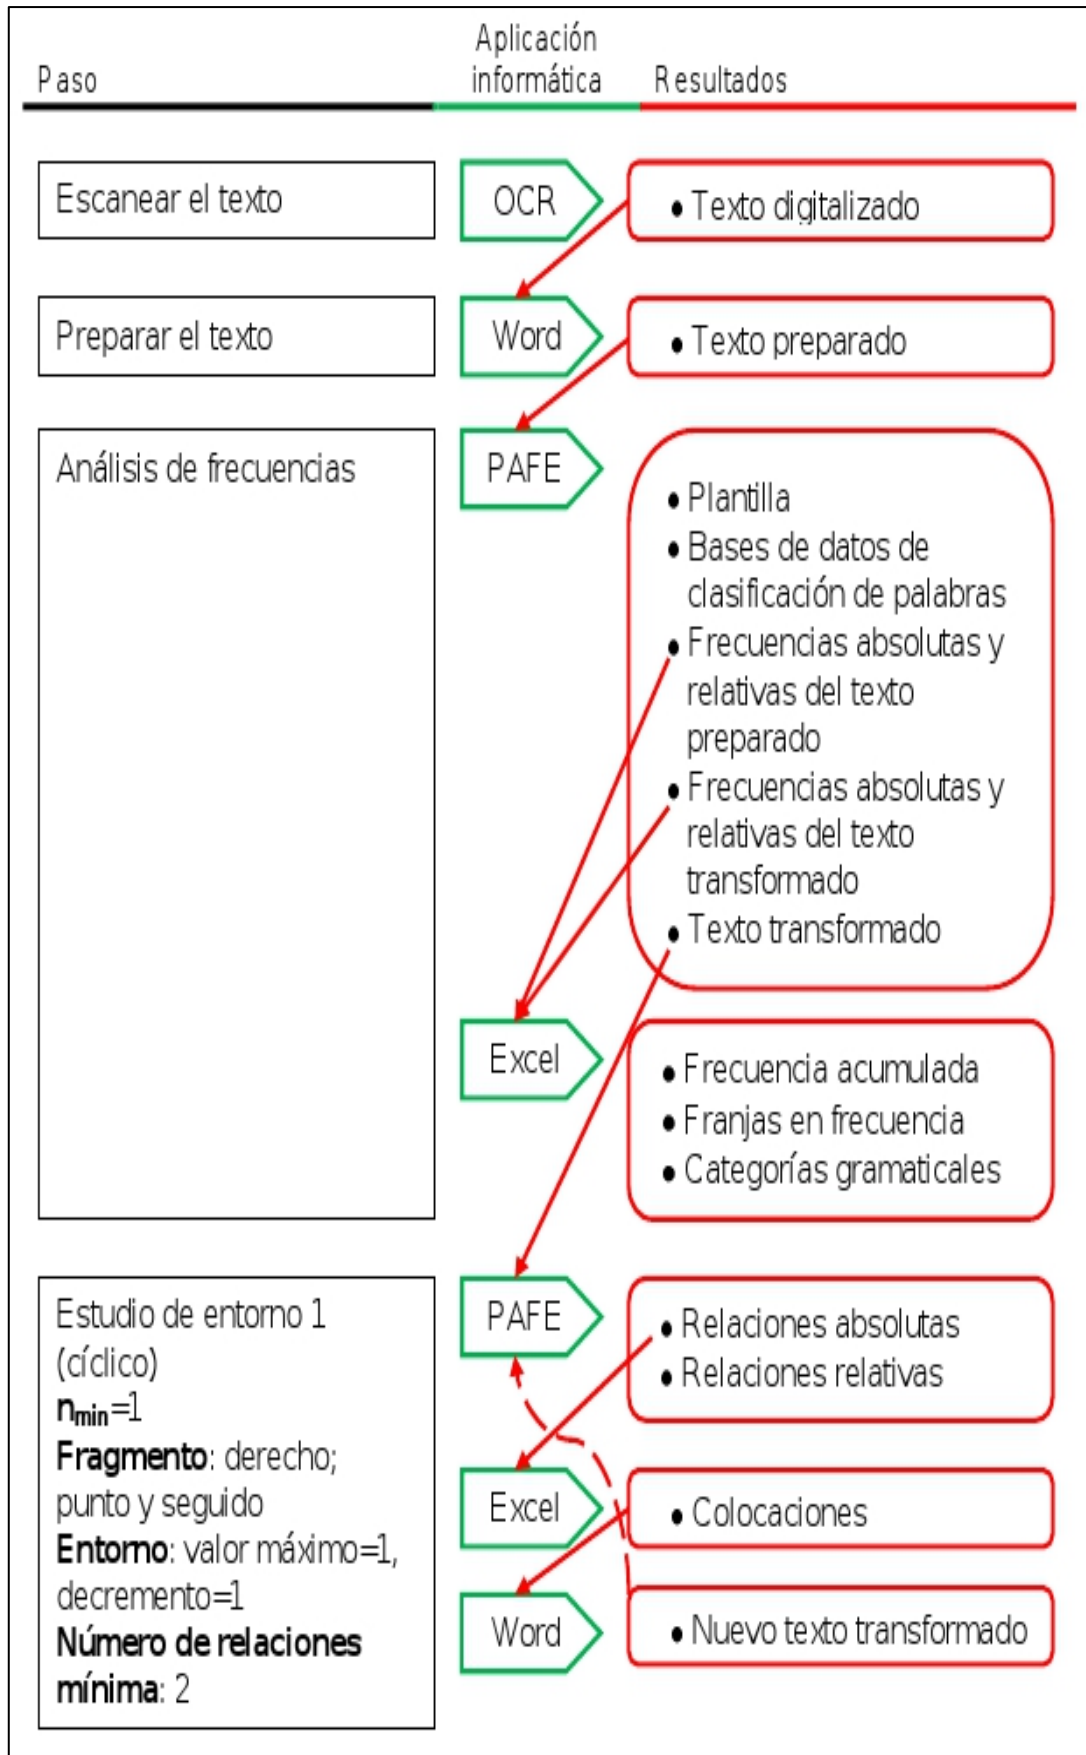 Aplicación
Paso informática Resultados
Escanear el texto
OCR
• Texto digitalizado
Preparar el texto
Word
• Texto preparado
Análisis de frecuencias
PAFE
• Plantilla
• Bases de datos de
clasificación de palabras
• Frecuencias absolutas y
relativas del texto
preparado
• Frecuencias absolutas y
relativas del texto
transformado
• Texto transformado
Excel
• Frecuencia acumulada
• Franjas en frecuencia
• Categorías gramaticales
Estudio de entorno 1
(cíclico)
nmin=1
Fragmento: derecho;
punto y seguido
Entorno: valor máximo=1,
decremento=1
Número de relaciones
mínima: 2
PAFE
• Relaciones absolutas
• Relaciones relativas
Excel
• Colocaciones
Word
• Nuevo texto transformado